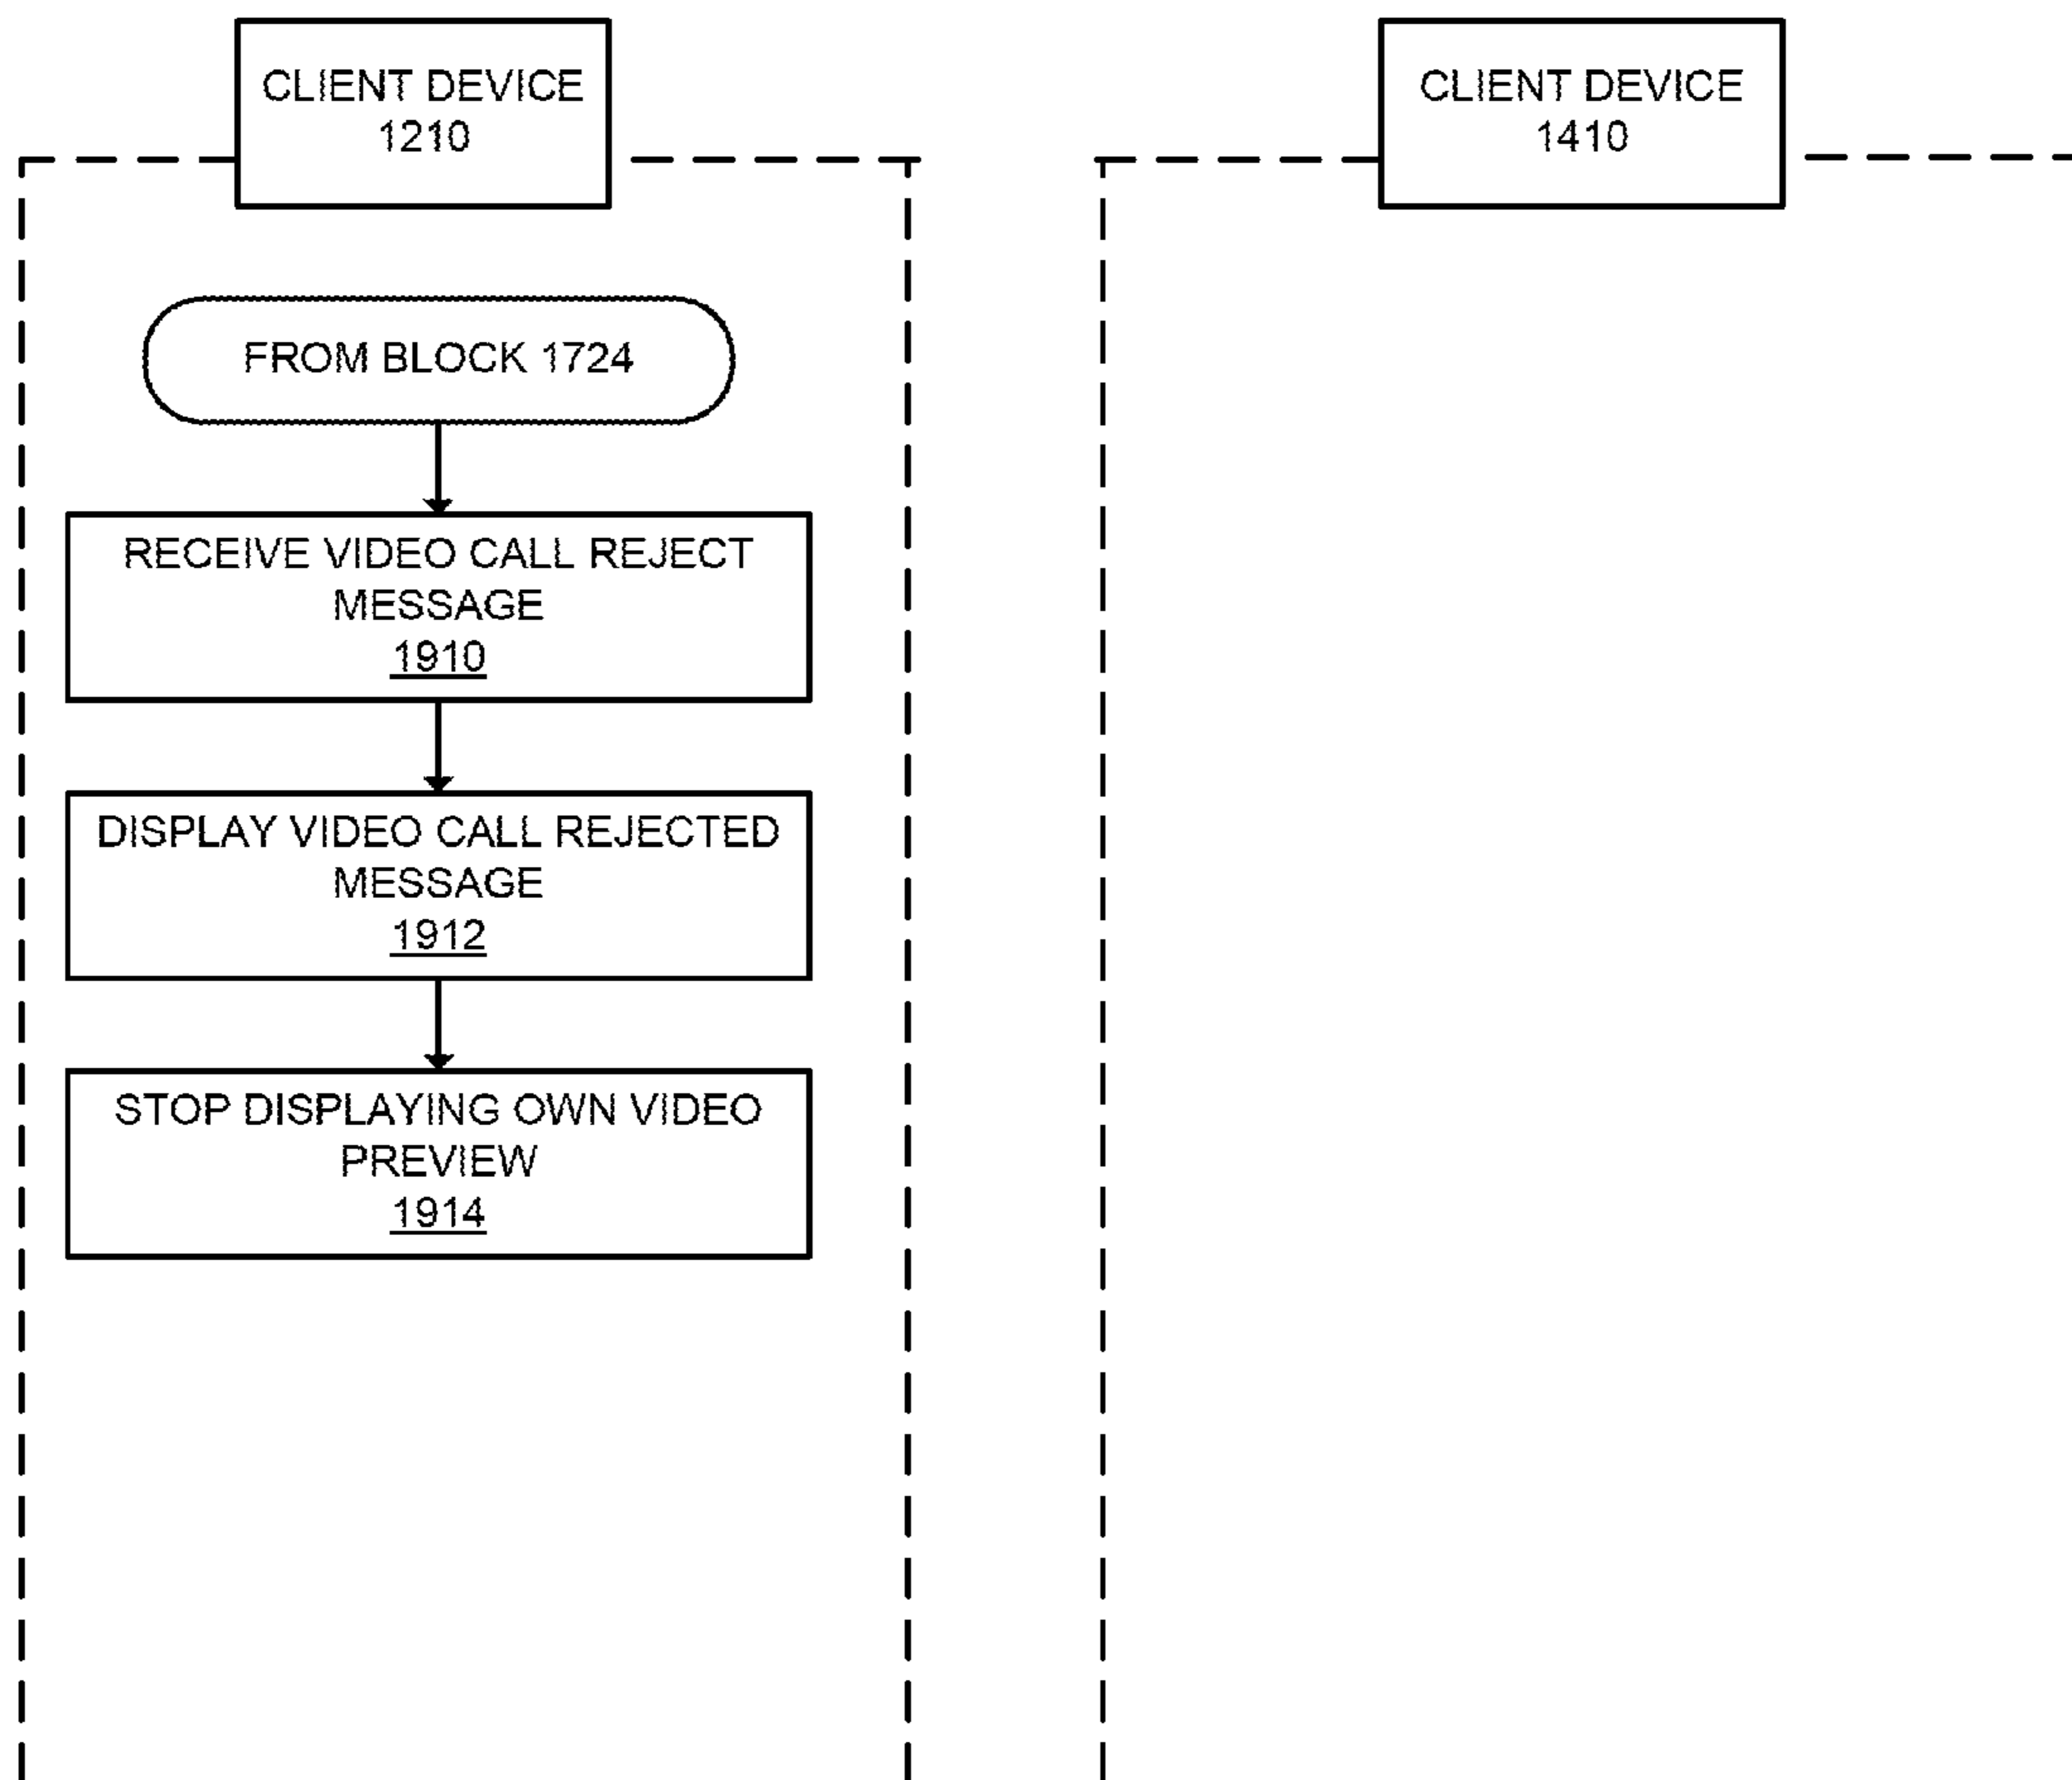 CLIENT DEVICE
1210
FROM BLOCK 1724
RECEIVE VIDEO CALL REJECT
MESSAGE
1910
DISPLAY VIDEO CALL REJECTED
MESSAGE
1912
STOP DISPLAYING OWN VIDEO
PREVIEW
1914
CLIENT DEVICE
1410